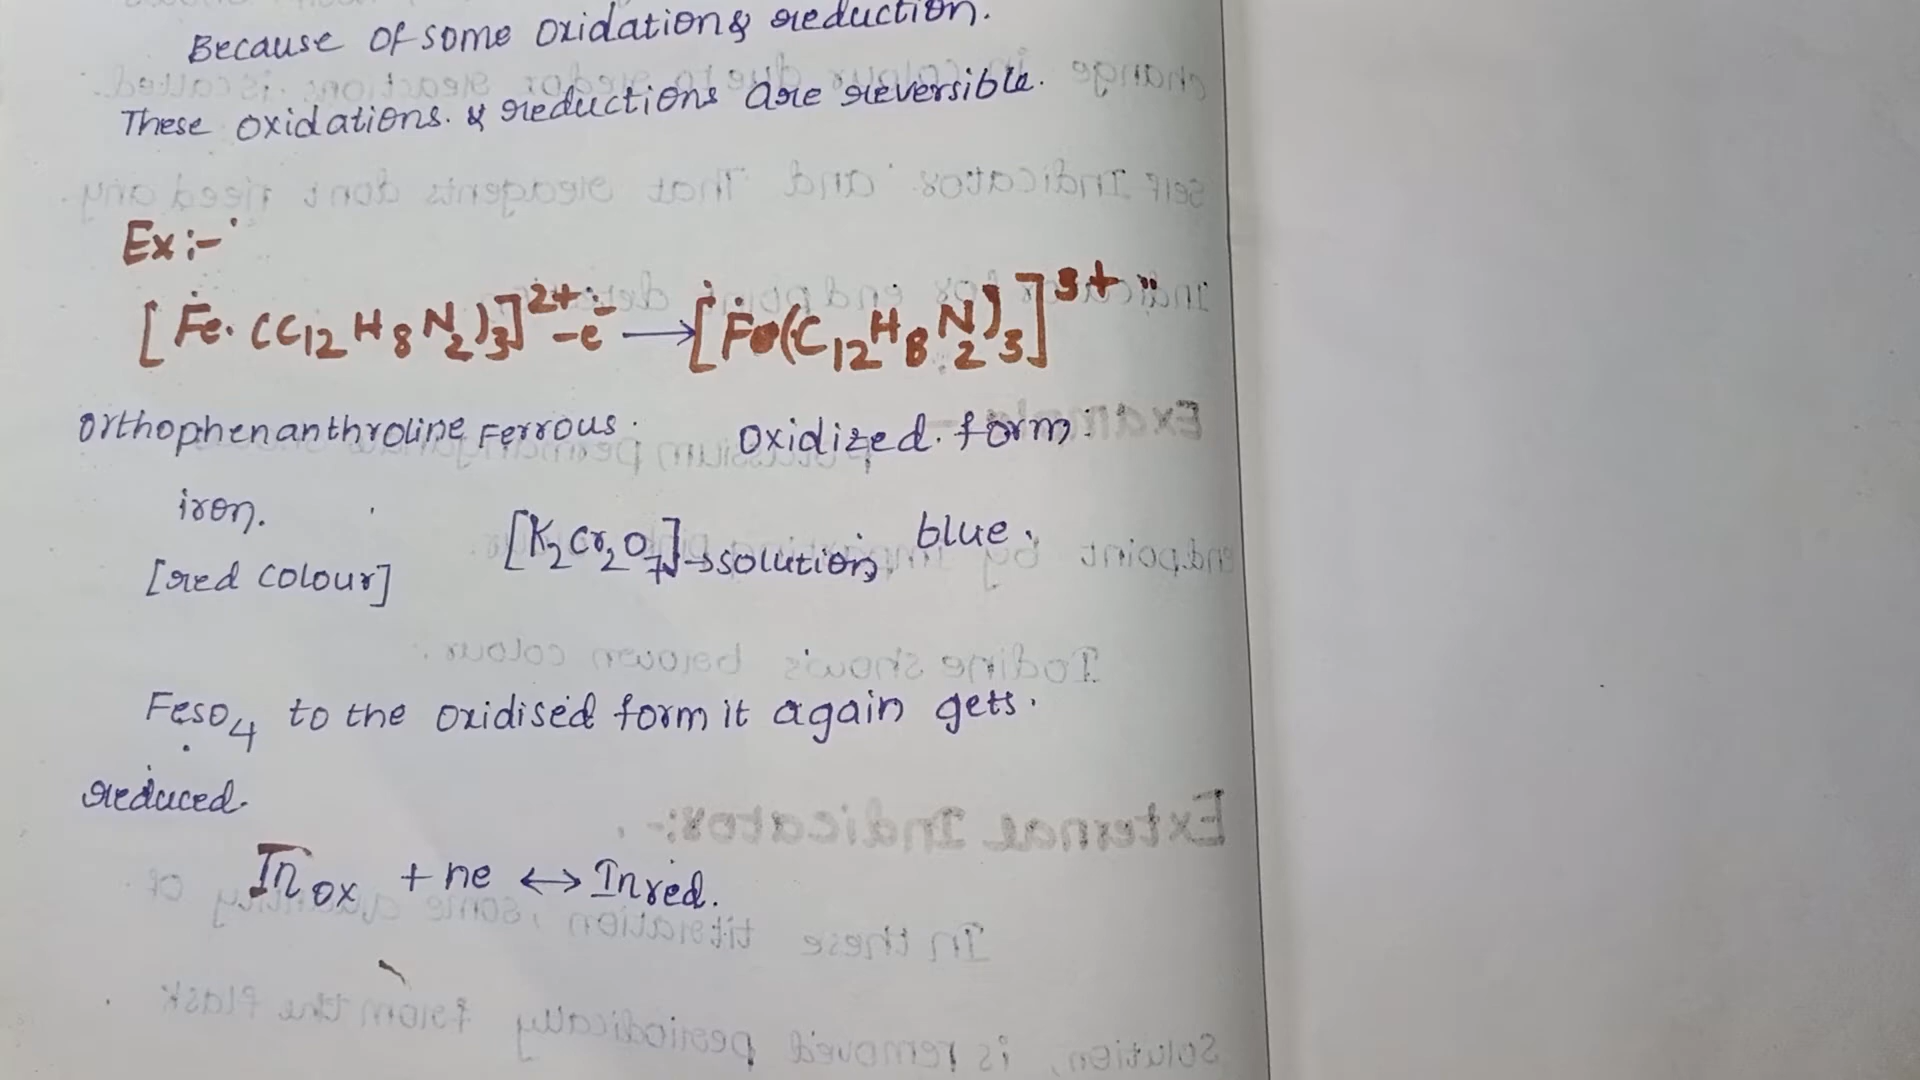 Because of some oxidation & reduction.
These oxidations. & reductions are reversible.
Ex:-
[Fe. (C12H8N2)3]2+ -e⁻ → [Fe(C12H8N2)3]3+
orthophenanthroline Ferrous. oxidized. form:
iron. [K2Cr2O7]→solution, blue.
[red colour]
FeSO4 to the oxidised form it again gets.
reduced.
Inox + ne ↔ Inred.